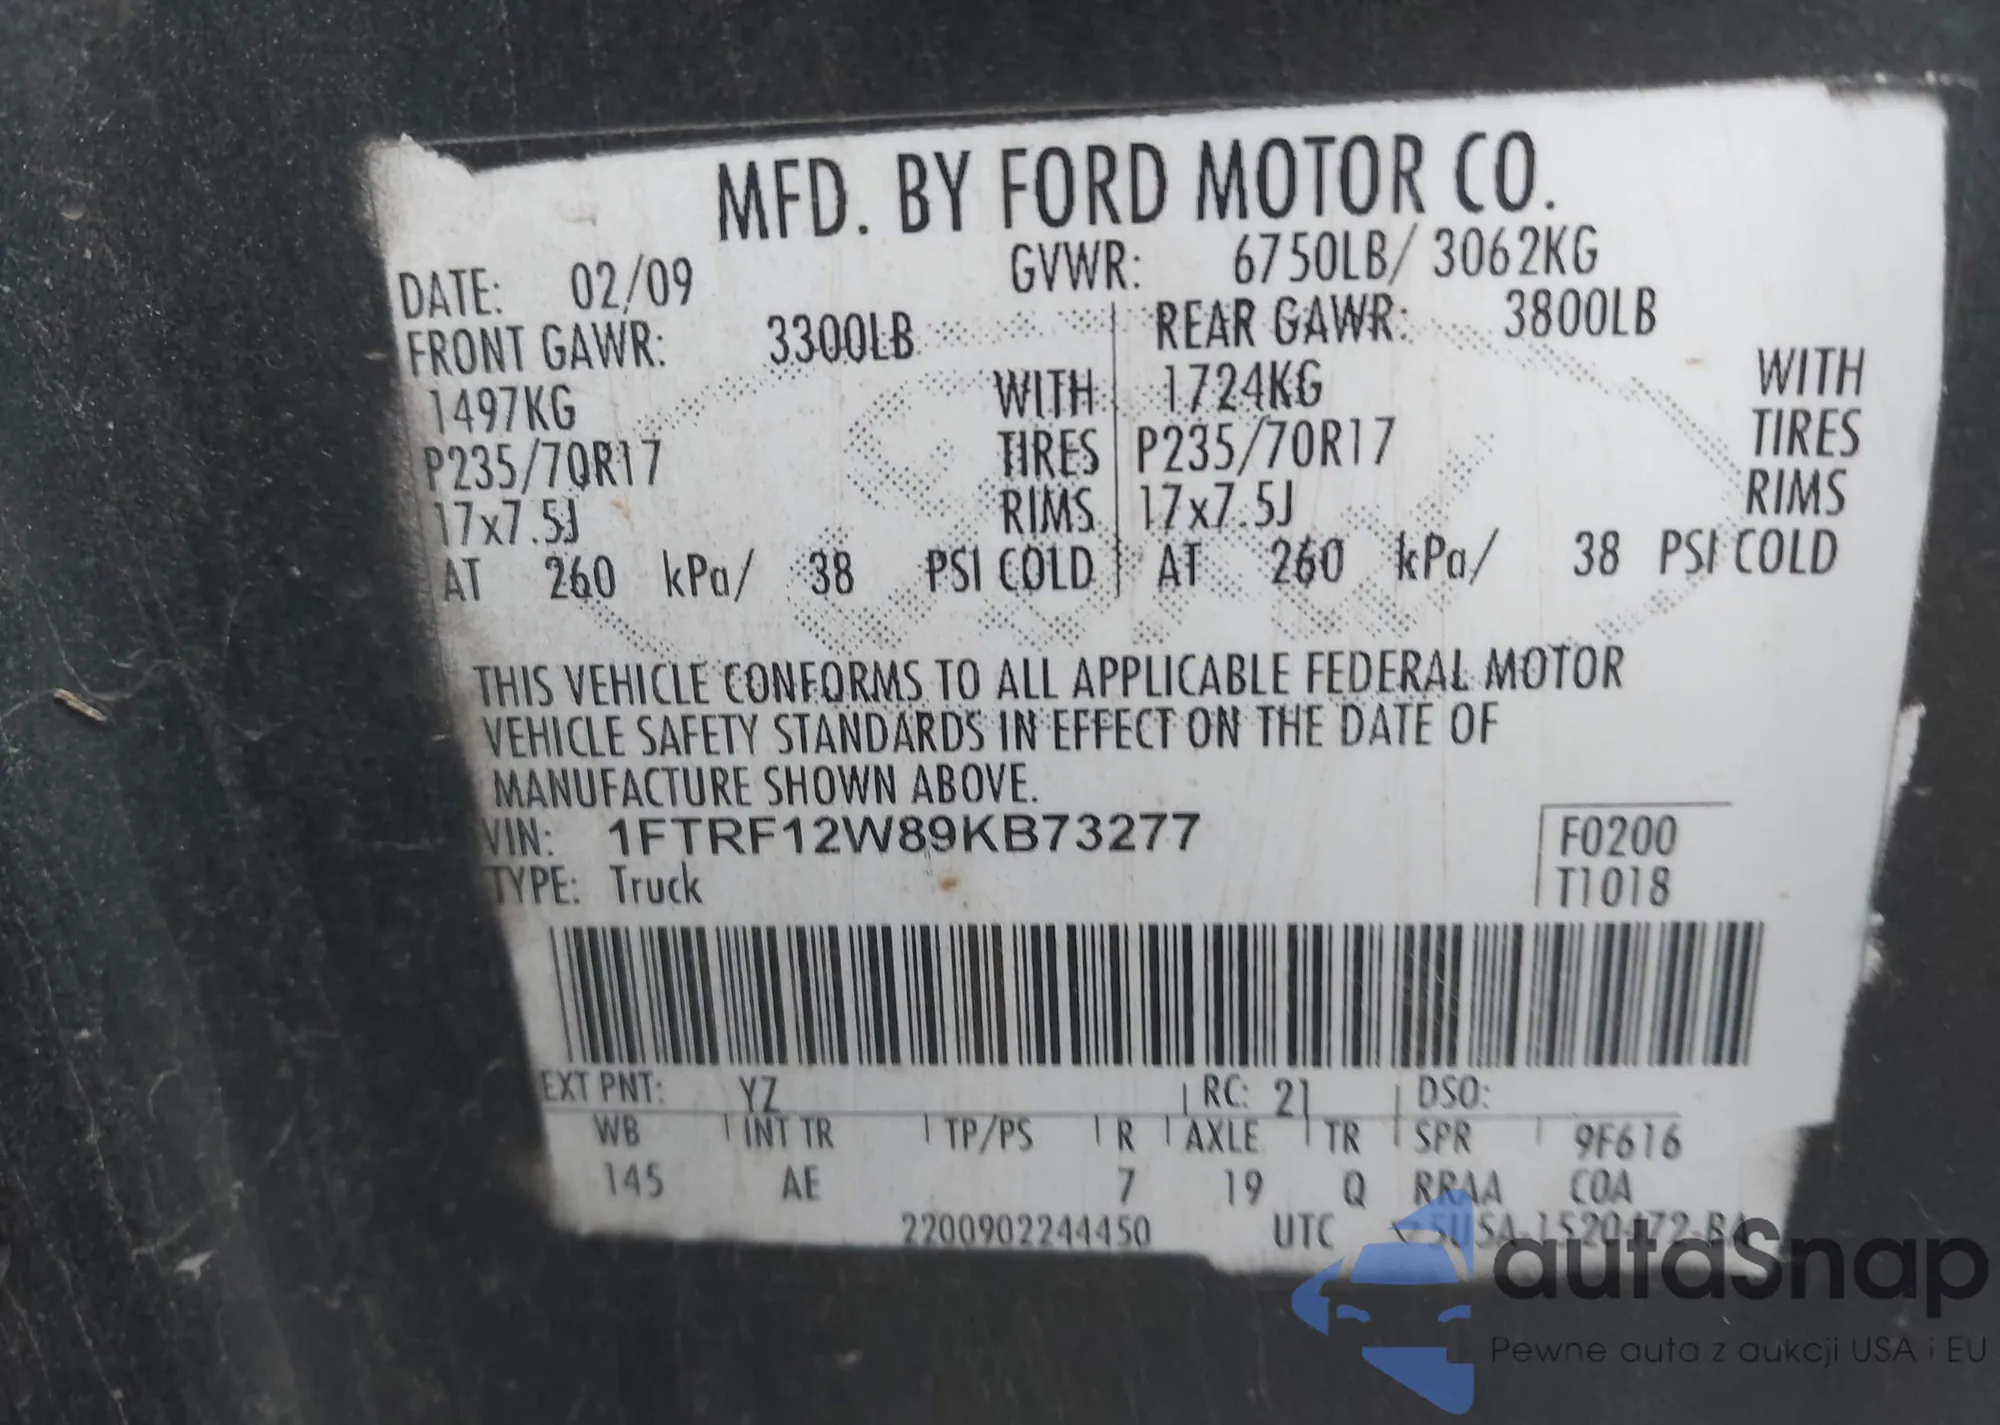 MFD. BY FORD MOTOR CO.
DATE: 02/09 GVWR: 6750LB/ 3062KG
FRONT GAWR: 3300LB REAR GAWR: 3800LB
1497KG WITH 1724KG WITH
P235/70R17 TIRES P235/70R17 TIRES
17x7.5J RIMS 17x7.5J RIMS
AT 260 kPa/ 38 PSI COLD AT 260 kPa/ 38 PSI COLD
THIS VEHICLE CONFORMS TO ALL APPLICABLE FEDERAL MOTOR
VEHICLE SAFETY STANDARDS IN EFFECT ON THE DATE OF
MANUFACTURE SHOWN ABOVE.
VIN: 1FTRF12W89KB73277 F0200
TYPE: Truck T1018
EXT PNT: YZ RC: 21 DSO:
WB INT TR TP/PS R AXLE TR SPR 9F616
145 AE 7 19 Q RRAA COA
2200902244450 UTC
autaSnap
Pewne auta z aukcji USA i EU